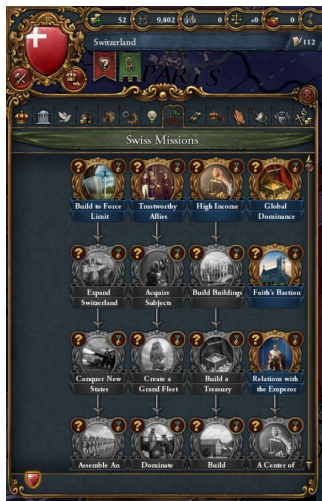 52 9,802 0 +0 0
Switzerland 112
PARIS
Swiss Missions
Build to Force
Limit
Trustworthy
Allies
High Income
Global
Dominance
Expand
Switzerland
Acquire
Subjects
Build Buildings
Faith's Bastion
Conquer New
States
Create a
Grand Fleet
Build a
Treasury
Relations with
the Emperor
Assemble An
Dominate
Build
A Center of